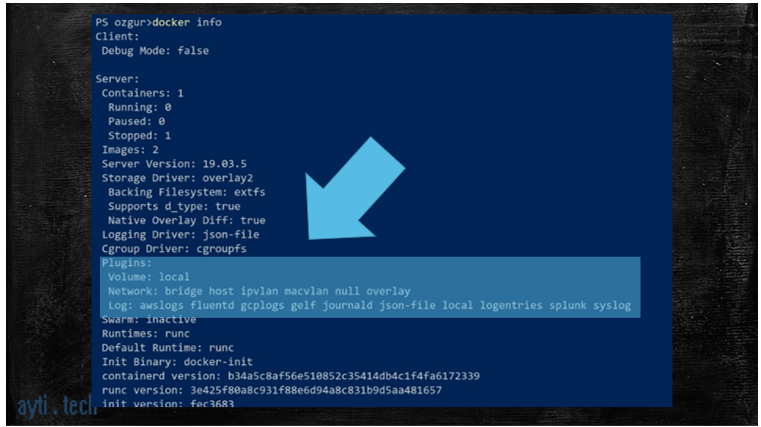 PS ozgur>docker info
Client:
Debug Mode: false
Server:
Containers: 1
Running: 0
Paused: 0
Stopped: 1
Images: 2
Server Version: 19.03.5
Storage Driver: overlay2
Backing Filesystem: extfs
Supports d_type: true
Native Overlay Diff: true
Logging Driver: json-file
Cgroup Driver: cgroupfs
Plugins:
Volume: local
Network: bridge host ipvlan macvlan null overlay
Log: awslogs fluentd gcplogs gelf journald json-file local logentries splunk syslog
Swarm: inactive
Runtimes: runc
Default Runtime: runc
Init Binary: docker-init
containerd version: b34a5c8af56e510852c35414db4c1f4fa6172339
runc version: 3e425f80a8c931f88e6d94a8c831b9d5aa481657
init version: fec3683
ayti.tech